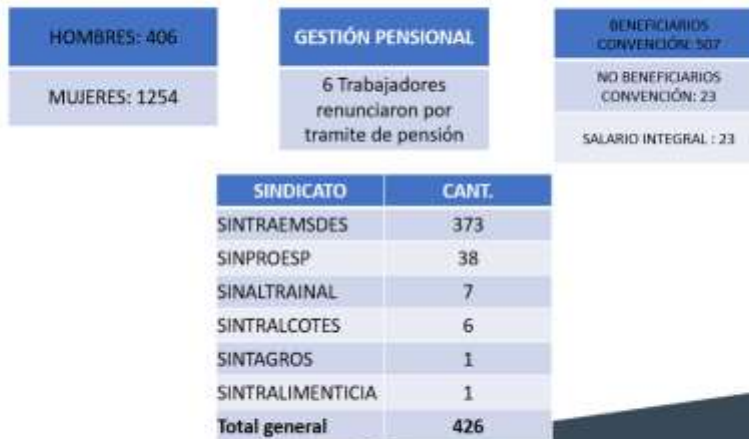 HOMBRES: 406
MUJERES: 1254
GESTIÓN PENSIONAL
6 Trabajadores
renunciaron por
tramite de pensión
BENEFICIARIOS
CONVENCIÓN: 507
NO BENEFICIARIOS
CONVENCIÓN: 23
SALARIO INTEGRAL : 23
SINDICATO CANT.
SINTRAEMSDES 373
SINPROESP 38
SINALTRAINAL 7
SINTRALCOTES 6
SINTAGROS 1
SINTRALIMENTICIA 1
Total general 426